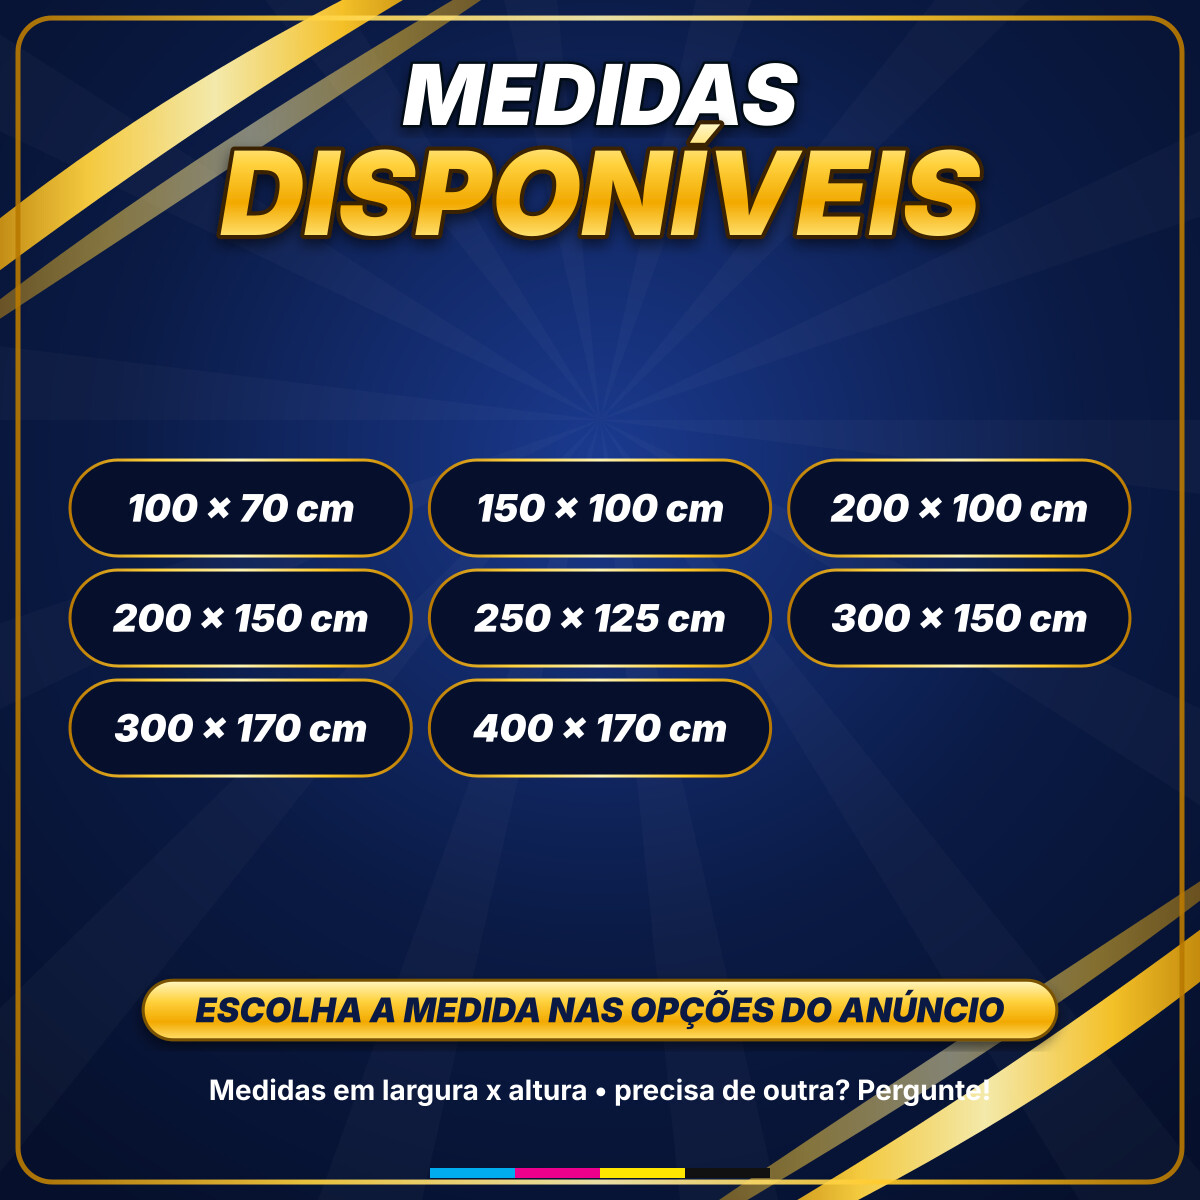 MEDIDAS
DISPONÍVEIS
100 × 70 cm
150 × 100 cm
200 × 100 cm
200 × 150 cm
250 × 125 cm
300 × 150 cm
300 × 170 cm
400 × 170 cm
ESCOLHA A MEDIDA NAS OPÇÕES DO ANÚNCIO
Medidas em largura x altura • precisa de outra? Pergunte!